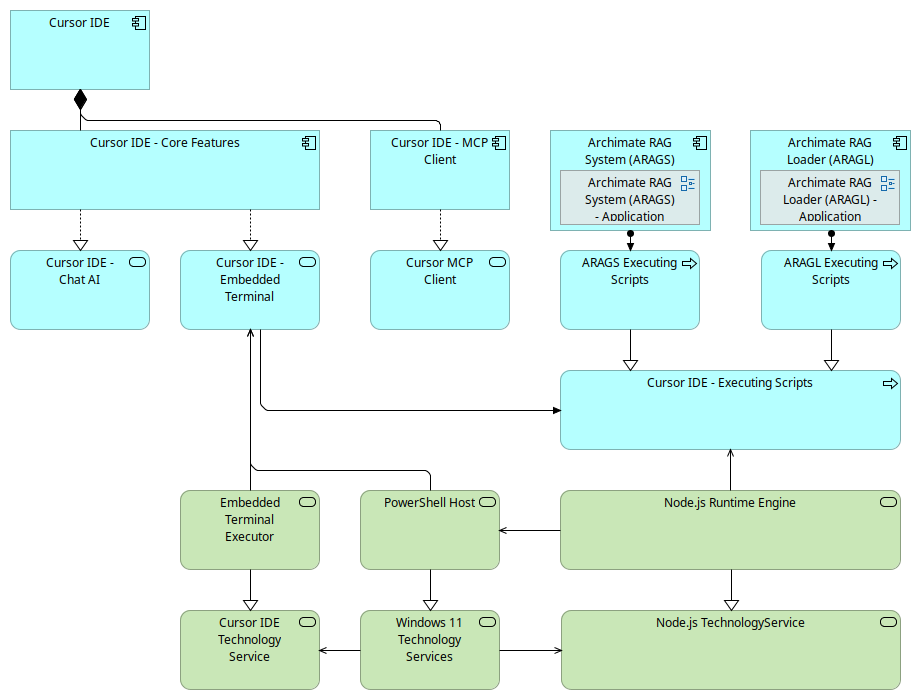 Cursor IDE
Cursor IDE - Core Features
Cursor IDE - MCP
Client
Archimate RAG
System (ARAGS)
Archimate RAG
System (ARAGS)
- Application
Archimate RAG
Loader (ARAGL)
Archimate RAG
Loader (ARAGL) -
Application
Cursor IDE -
Chat AI
Cursor IDE -
Embedded
Terminal
Cursor MCP
Client
ARAGS Executing
Scripts
ARAGL Executing
Scripts
Cursor IDE - Executing Scripts
Embedded
Terminal
Executor
PowerShell Host
Node.js Runtime Engine
Cursor IDE
Technology
Service
Windows 11
Technology
Services
Node.js TechnologyService